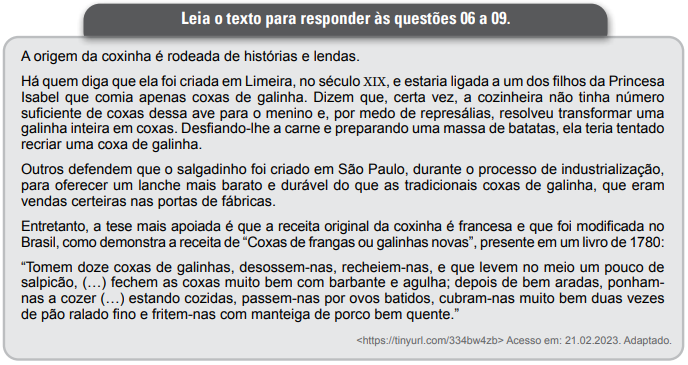 Leia o texto para responder às questões 06 a 09.
A origem da coxinha é rodeada de histórias e lendas.
Há quem diga que ela foi criada em Limeira, no século XIX, e estaria ligada a um dos filhos da Princesa
Isabel que comia apenas coxas de galinha. Dizem que, certa vez, a cozinheira não tinha número
suficiente de coxas dessa ave para o menino e, por medo de represálias, resolveu transformar uma
galinha inteira em coxas. Desfiando-lhe a carne e preparando uma massa de batatas, ela teria tentado
recriar uma coxa de galinha.
Outros defendem que o salgadinho foi criado em São Paulo, durante o processo de industrialização,
para oferecer um lanche mais barato e durável do que as tradicionais coxas de galinha, que eram
vendas certeiras nas portas de fábricas.
Entretanto, a tese mais apoiada é que a receita original da coxinha é francesa e que foi modificada no
Brasil, como demonstra a receita de “Coxas de frangas ou galinhas novas”, presente em um livro de 1780:
“Tomem doze coxas de galinhas, desossem-nas, recheiem-nas, e que levem no meio um pouco de
salpicão, (…) fechem as coxas muito bem com barbante e agulha; depois de bem aradas, ponham-
nas a cozer (…) estando cozidas, passem-nas por ovos batidos, cubram-nas muito bem duas vezes
de pão ralado fino e fritem-nas com manteiga de porco bem quente.”
<https://tinyurl.com/334bw4zb> Acesso em: 21.02.2023. Adaptado.